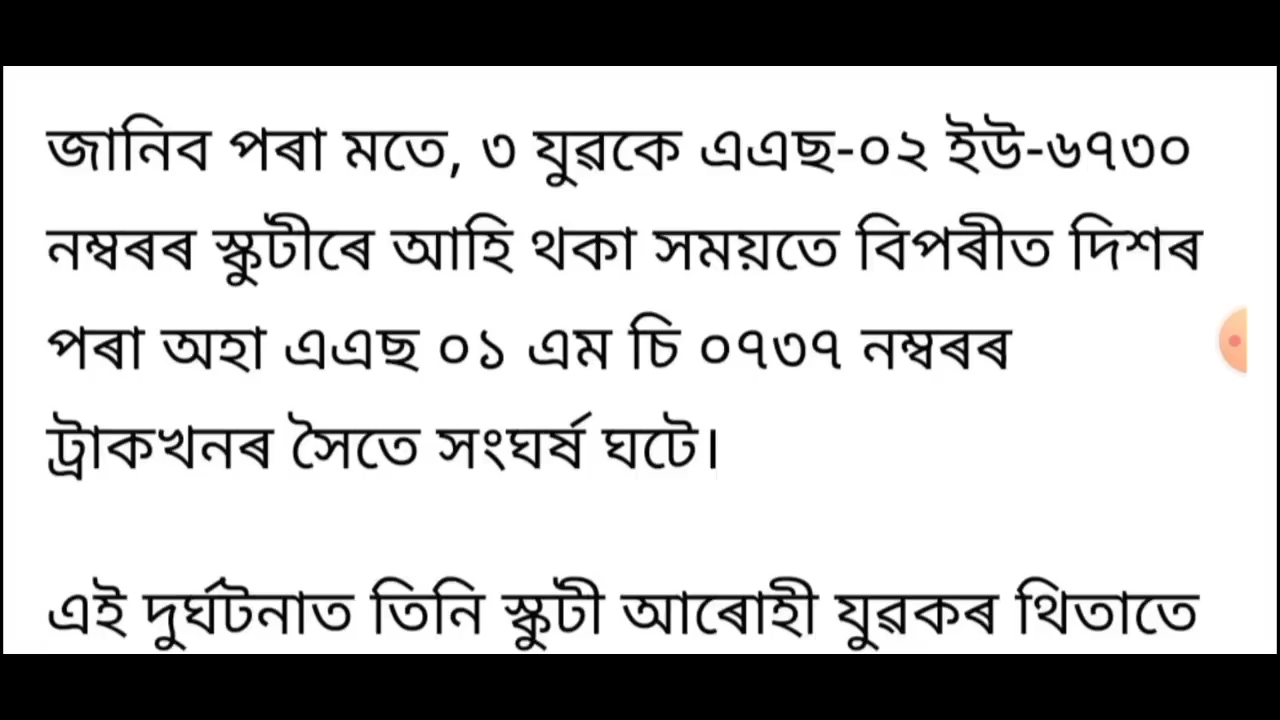 জানিব পৰা মতে, ৩ যুৱকে এএছ-০২ ইউ-৬৭৩০
নম্বৰৰ স্কুটীৰে আহি থকা সময়তে বিপৰীত দিশৰ
পৰা অহা এএছ ০১ এম চি ০৭৩৭ নম্বৰৰ
ট্ৰাকখনৰ সৈতে সংঘৰ্ষ ঘটে।
এই দুৰ্ঘটনাত তিনি স্কুটী আৰোহী যুৱকৰ থিতাতে